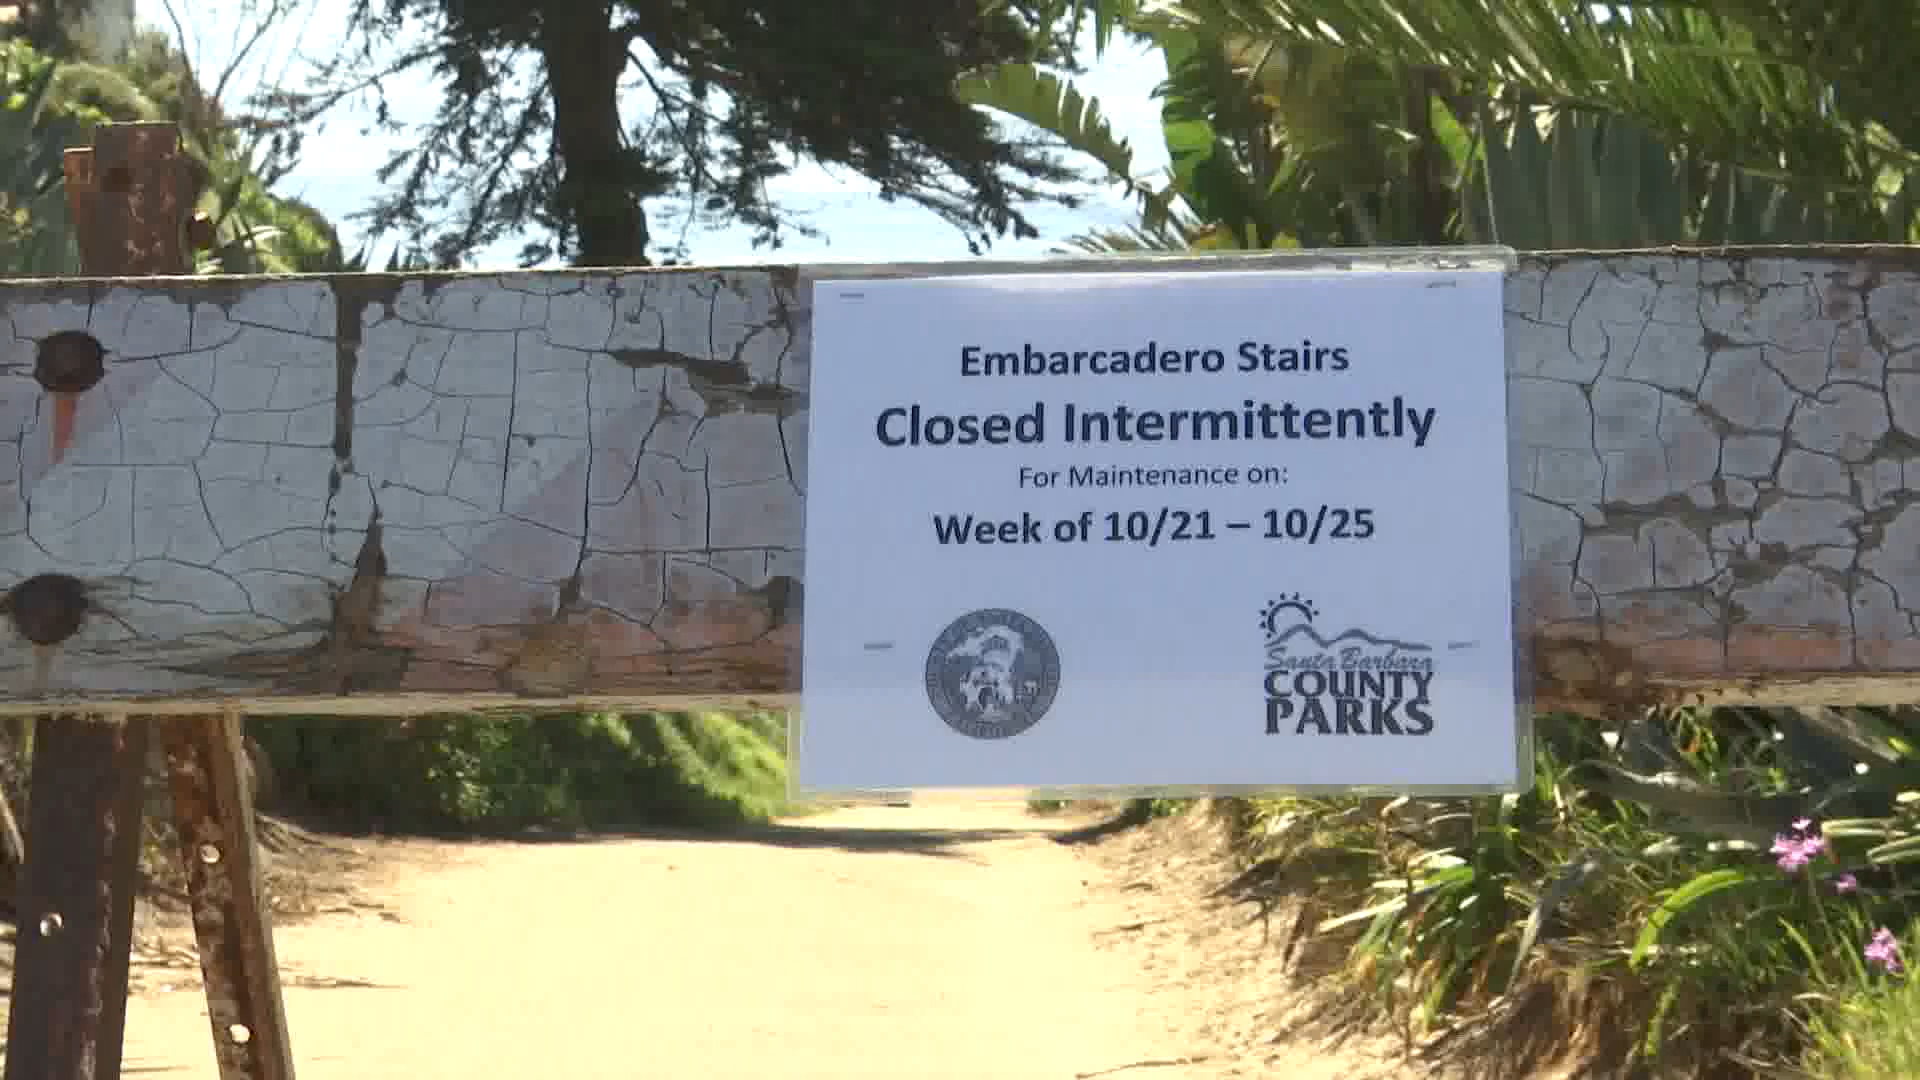 Embarcadero Stairs
Closed Intermittently
For Maintenance on:
Week of 10/21 – 10/25
Santa Barbara
COUNTY
PARKS